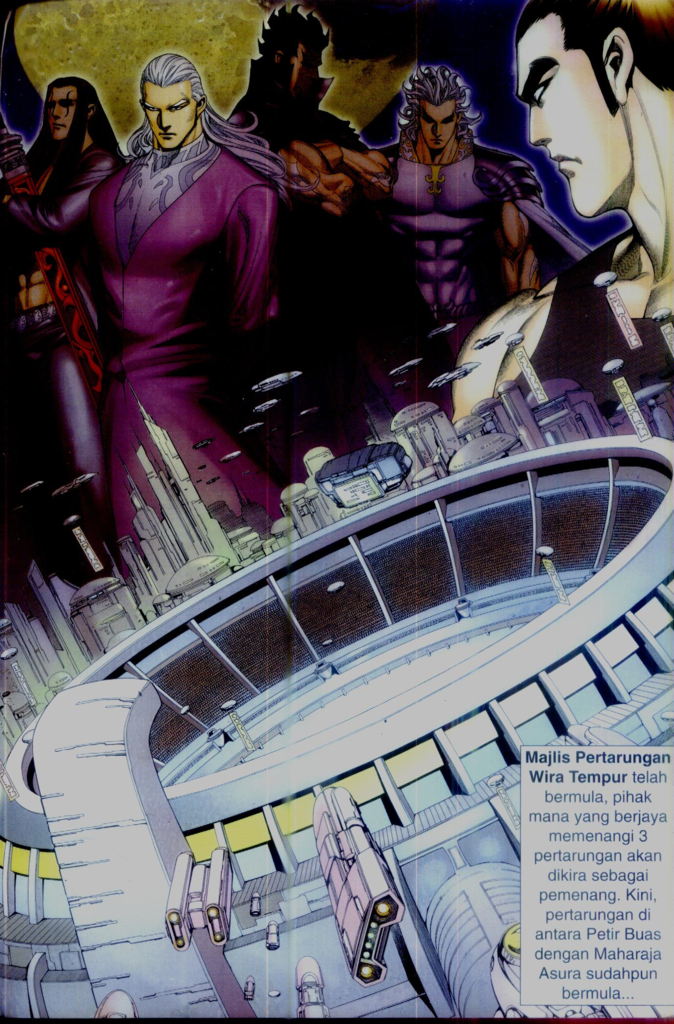 Majlis Pertarungan
Wira Tempur telah
bermula, pihak
mana yang berjaya
memenangi 3
pertarungan akan
dikira sebagai
pemenang. Kini,
pertarungan di
antara Petir Buas
dengan Maharaja
Asura sudahpun
bermula...